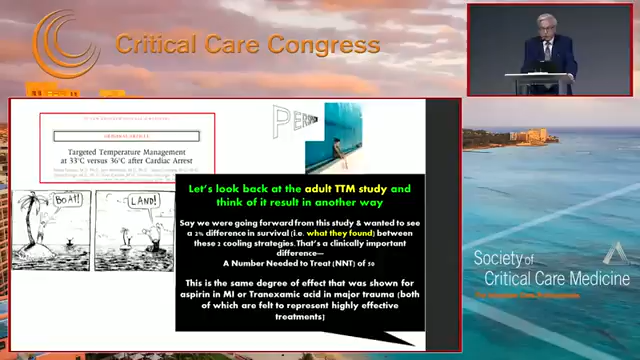 Critical Care Congress
ORIGINAL ARTICLE
Targeted Temperature Management
at 33°C versus 36°C after Cardiac Arrest
BOAT!
LAND!
Let's look back at the adult TTM study and
think of it result in another way
Say we were going forward from this study & wanted to see
a 2% difference in survival (i.e. what they found) between
these 2 cooling strategies. That's a clinically important
difference—
A Number Needed to Treat (NNT) of 50
This is the same degree of effect that was shown for
aspirin in MI or Tranexamic acid in major trauma (both
of which are felt to represent highly effective
treatments)
Society of
Critical Care Medicine